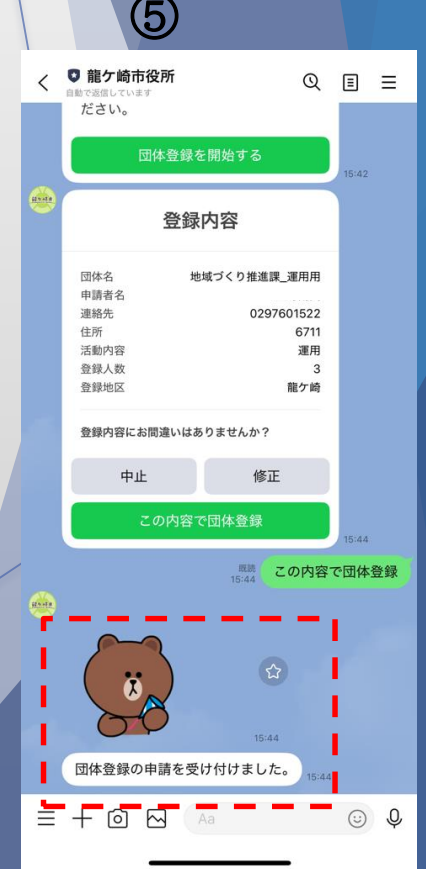 ⑤
龍ケ崎市役所
自動で返信しています
ださい。
団体登録を開始する
15:42
登録内容
団体名 地域づくり推進課_運用用
申請者名
連絡先 0297601522
住所 6711
活動内容 運用
登録人数 3
登録地区 龍ケ崎
登録内容にお間違いはありませんか？
中止 修正
この内容で団体登録
15:44
既読
15:44
この内容で団体登録
15:44
団体登録の申請を受け付けました。
15:44
Aa